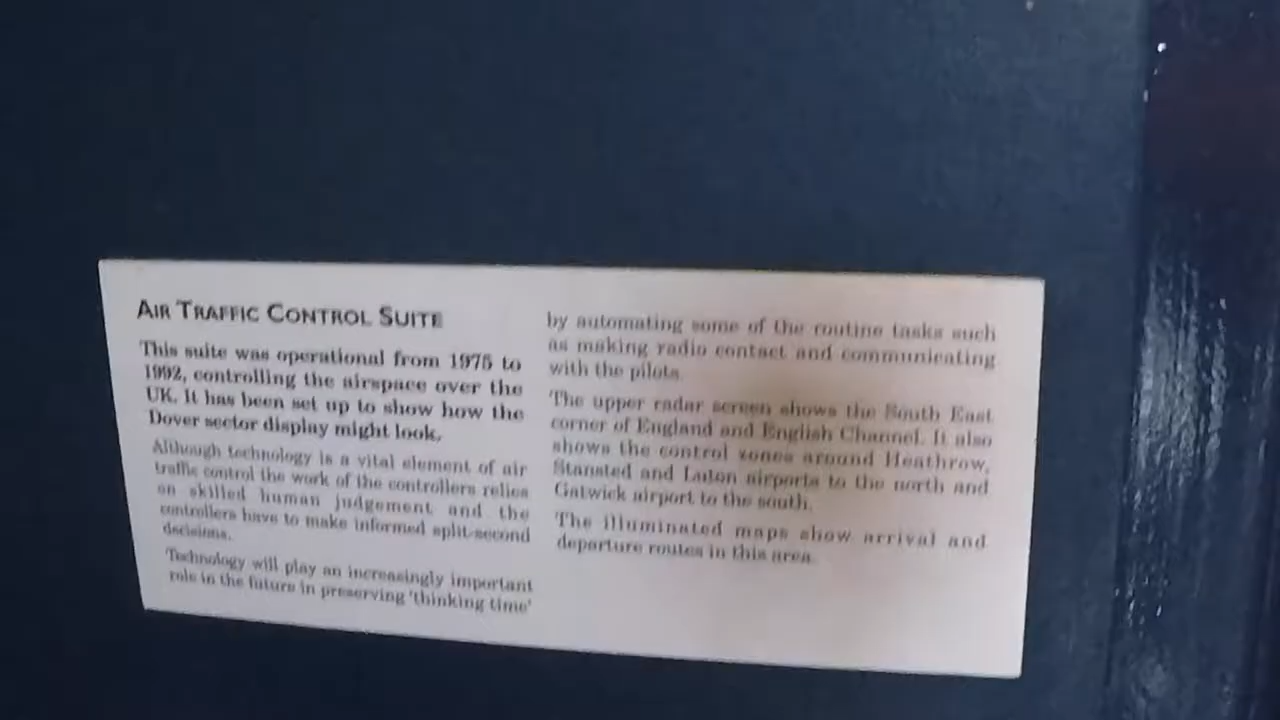 AIR TRAFFIC CONTROL SUITE
This suite was operational from 1975 to
1992, controlling the airspace over the
UK. It has been set up to show how the
Dover sector display might look.
Although technology is a vital element of air
traffic control the work of the controllers relies
on skilled human judgement and the
controllers have to make informed split-second
decisions.
Technology will play an increasingly important
role in the future in preserving 'thinking time'
by automating some of the routine tasks such
as making radio contact and communicating
with the pilots.
The upper radar screen shows the South East
corner of England and English Channel. It also
shows the control zones around Heathrow,
Stansted and Luton airports to the north and
Gatwick airport to the south.
The illuminated maps show arrival and
departure routes in this area.